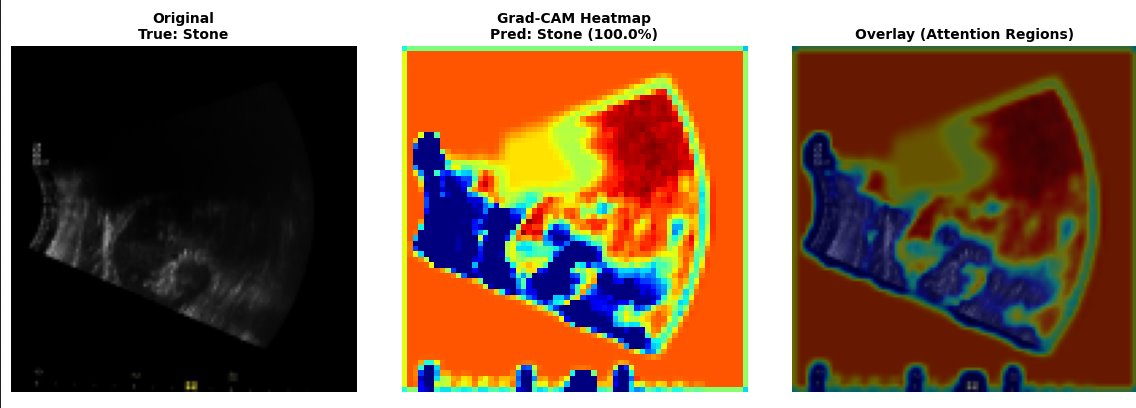 Original
True: Stone
Grad-CAM Heatmap
Pred: Stone (100.0%)
Overlay (Attention Regions)